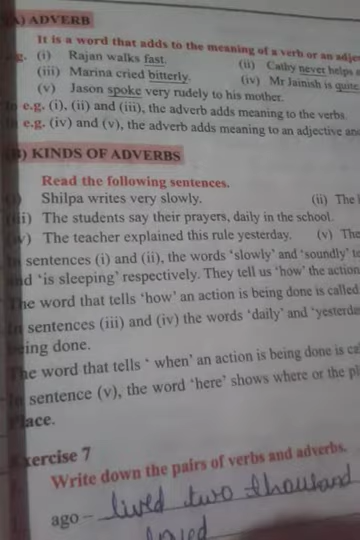 A) ADVERB
It is a word that adds to the meaning of a verb or an adje
e.g. (i) Rajan walks fast. (ii) Cathy never helps
(iii) Marina cried bitterly. (iv) Mr Jainish is quite
(v) Jason spoke very rudely to his mother.
In e.g. (i), (ii) and (iii), the adverb adds meaning to the verbs.
In e.g. (iv) and (v), the adverb adds meaning to an adjective an
(B) KINDS OF ADVERBS
Read the following sentences.
(i) Shilpa writes very slowly. (ii) The
(iii) The students say their prayers, daily in the school.
(iv) The teacher explained this rule yesterday. (v) The
In sentences (i) and (ii), the words 'slowly' and 'soundly' t
and 'is sleeping' respectively. They tell us 'how' the action
The word that tells 'how' an action is being done is called
In sentences (iii) and (iv) the words 'daily' and 'yesterda
being done.
The word that tells ' when' an action is being done is ca
In sentence (v), the word 'here' shows where or the pl
Place.
Exercise 7
Write down the pairs of verbs and adverbs.
ago – lived two thousand